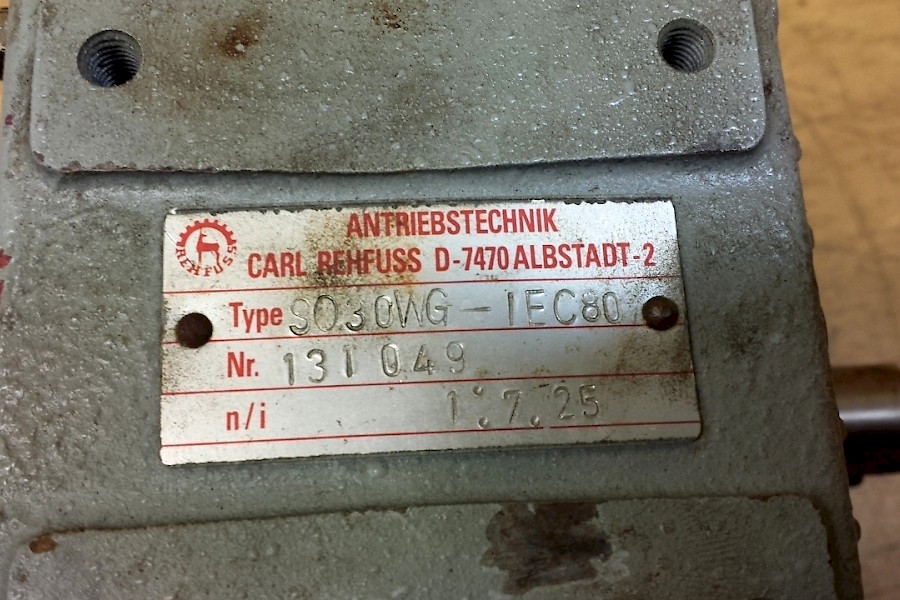 REHFUSS
ANTRIEBSTECHNIK
CARL REHFUSS D-7470 ALBSTADT-2
Type SO30WG-IEC80
Nr. 131 049
n/i 1:7.25